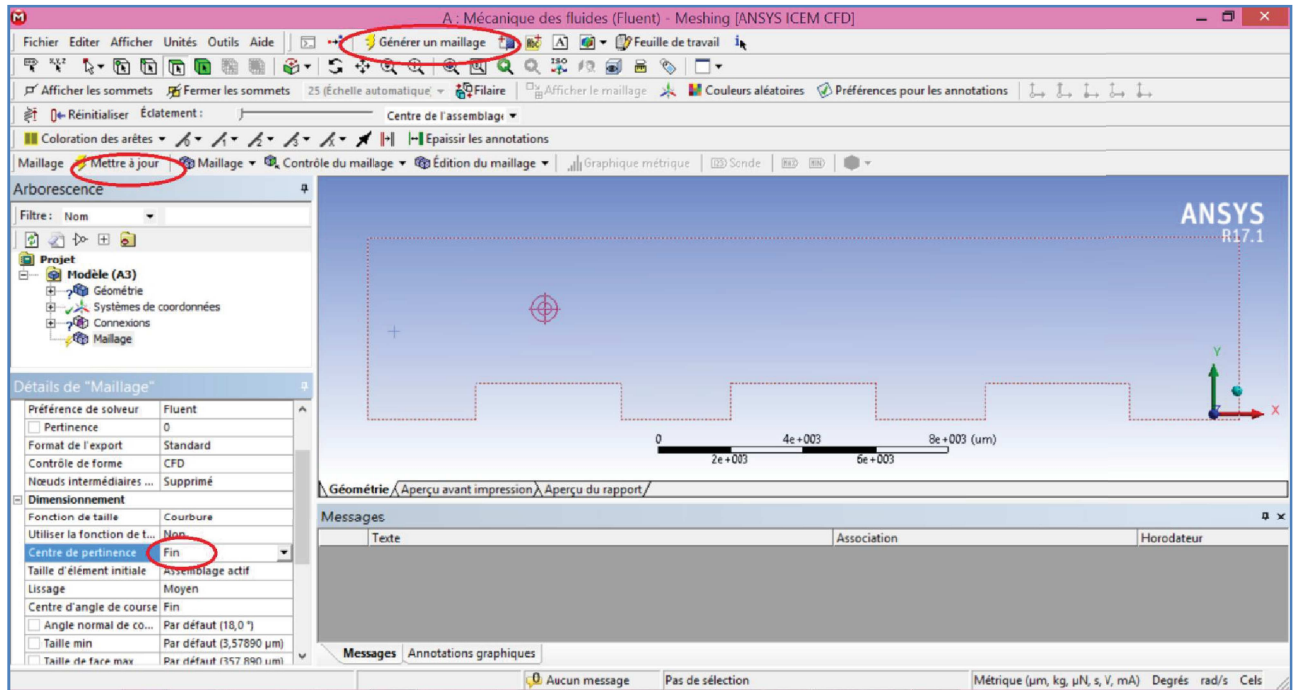 A : Mécanique des fluides (Fluent) - Meshing [ANSYS ICEM CFD]
Fichier Editer Afficher Unités Outils Aide Générer un maillage A Feuille de travail
Afficher les sommets Fermer les sommets 25 (Échelle automatique) Filaire Afficher le maillage Couleurs aléatoires Préférences pour les annotations
Réinitialiser Éclatement : Centre de l'assemblage
Coloration des arêtes Epaissir les annotations
Maillage Mettre à jour Maillage Contrôle du maillage Édition du maillage Graphique métrique Sonde
Arborescence
Filtre : Nom
Projet
Modèle (A3)
Géométrie
Systèmes de coordonnées
Connexions
Maillage
Détails de "Maillage"
Préférence de solveur Fluent
Pertinence 0
Format de l'export Standard
Contrôle de forme CFD
Nœuds intermédiaires ... Supprimé
Dimensionnement
Fonction de taille Courbure
Utiliser la fonction de t... Non
Centre de pertinence Fin
Taille d'élément initiale Assemblage actif
Lissage Moyen
Centre d'angle de course Fin
Angle normal de co... Par défaut (18,0 °)
Taille min Par défaut (3,57890 µm)
Taille de face max Par défaut (357,890 µm)
ANSYS
R17.1
Y
X
0 4e+003 8e+003 (um)
2e+003 6e+003
Géométrie Aperçu avant impression Aperçu du rapport
Messages
Texte Association Horodateur
Messages Annotations graphiques
0 Aucun message Pas de sélection Métrique (µm, kg, µN, s, V, mA) Degrés rad/s Cels